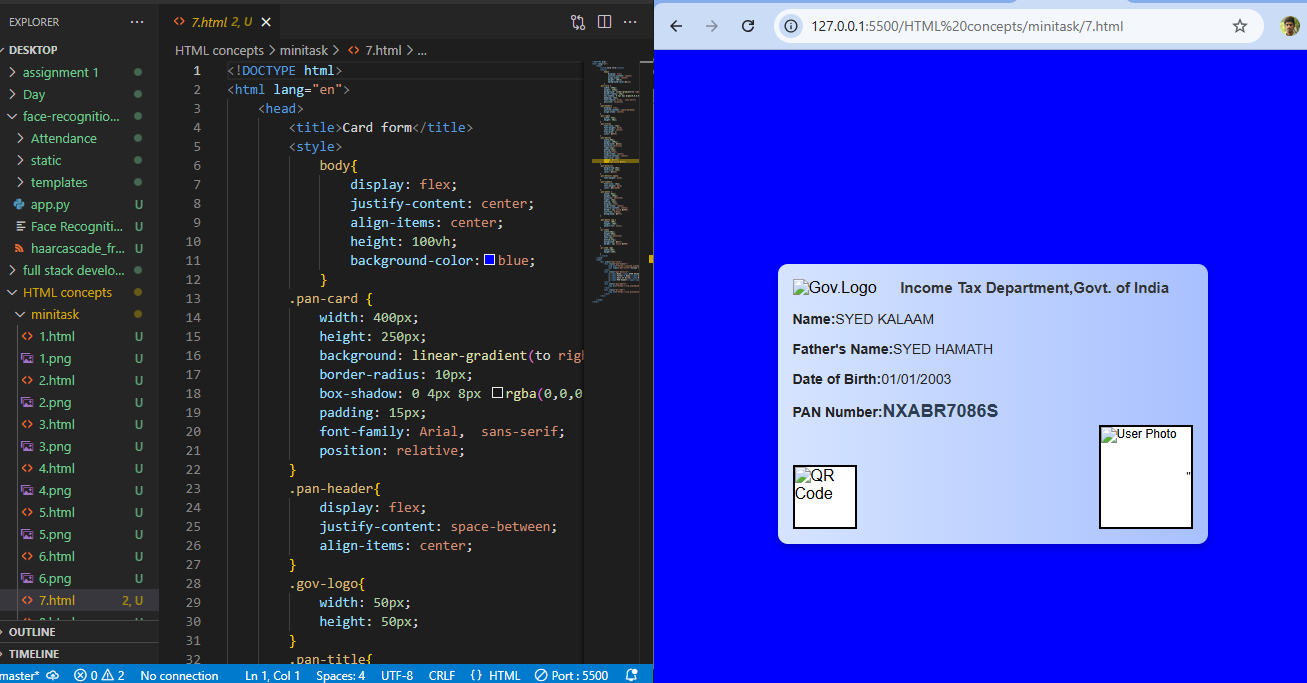 EXPLORER
DESKTOP
assignment 1
Day
face-recognitio...
Attendance
static
templates
app.py U
Face Recogniti... U
haarcascade_fr... U
full stack develo...
HTML concepts
minitask
1.html U
1.png U
2.html U
2.png U
3.html U
3.png U
4.html U
4.png U
5.html U
5.png U
6.html U
6.png U
7.html 2, U
OUTLINE
TIMELINE
7.html 2, U
HTML concepts > minitask > 7.html > ...
1 <!DOCTYPE html>
2 <html lang="en">
3 <head>
4 <title>Card form</title>
5 <style>
6 body{
7 display: flex;
8 justify-content: center;
9 align-items: center;
10 height: 100vh;
11 background-color: blue;
12 }
13 .pan-card {
14 width: 400px;
15 height: 250px;
16 background: linear-gradient(to righ
17 border-radius: 10px;
18 box-shadow: 0 4px 8px rgba(0,0,0
19 padding: 15px;
20 font-family: Arial, sans-serif;
21 position: relative;
22 }
23 .pan-header{
24 display: flex;
25 justify-content: space-between;
26 align-items: center;
27 }
28 .gov-logo{
29 width: 50px;
30 height: 50px;
31 }
32 .pan-title{
master* 0 2 No connection Ln 1, Col 1 Spaces: 4 UTF-8 CRLF {} HTML Port : 5500
127.0.0.1:5500/HTML%20concepts/minitask/7.html
Gov.Logo Income Tax Department,Govt. of India
Name:SYED KALAAM
Father's Name:SYED HAMATH
Date of Birth:01/01/2003
PAN Number:NXABR7086S
User Photo
"
QR
Code